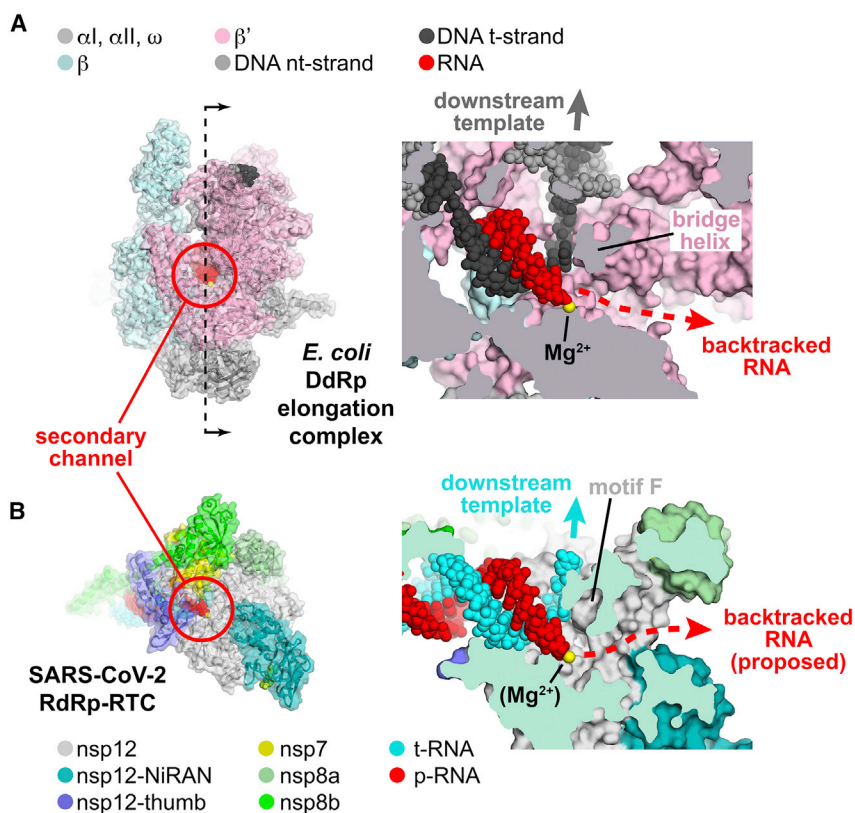 A
αI, αII, ω
β'
DNA t-strand
β
DNA nt-strand
RNA
downstream
template
bridge
helix
Mg²⁺
backtracked
RNA
E. coli
DdRp
elongation
complex
secondary
channel
B
downstream
template
motif F
backtracked
RNA
(proposed)
(Mg²⁺)
SARS-CoV-2
RdRp-RTC
nsp12
nsp7
t-RNA
nsp12-NiRAN
nsp8a
p-RNA
nsp12-thumb
nsp8b